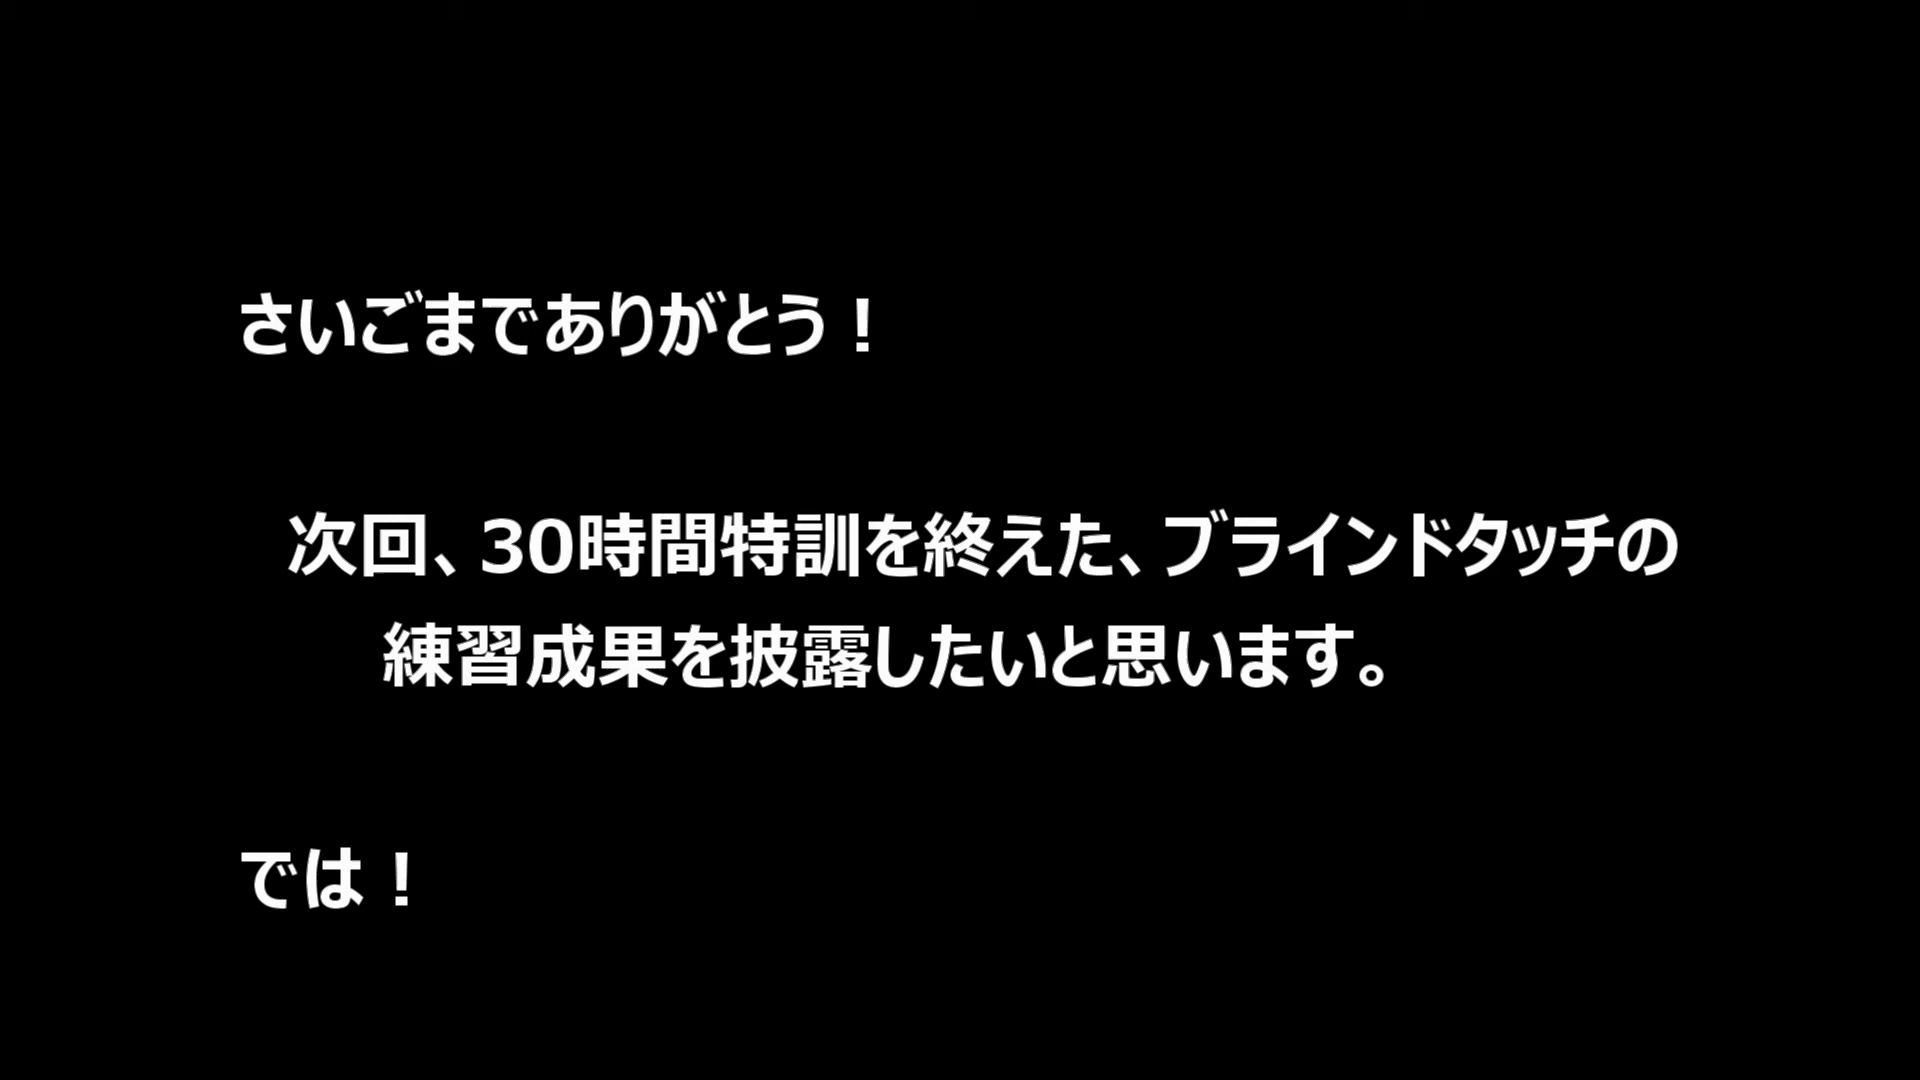 さいごまでありがとう！
次回、30時間特訓を終えた、ブラインドタッチの
練習成果を披露したいと思います。
では！